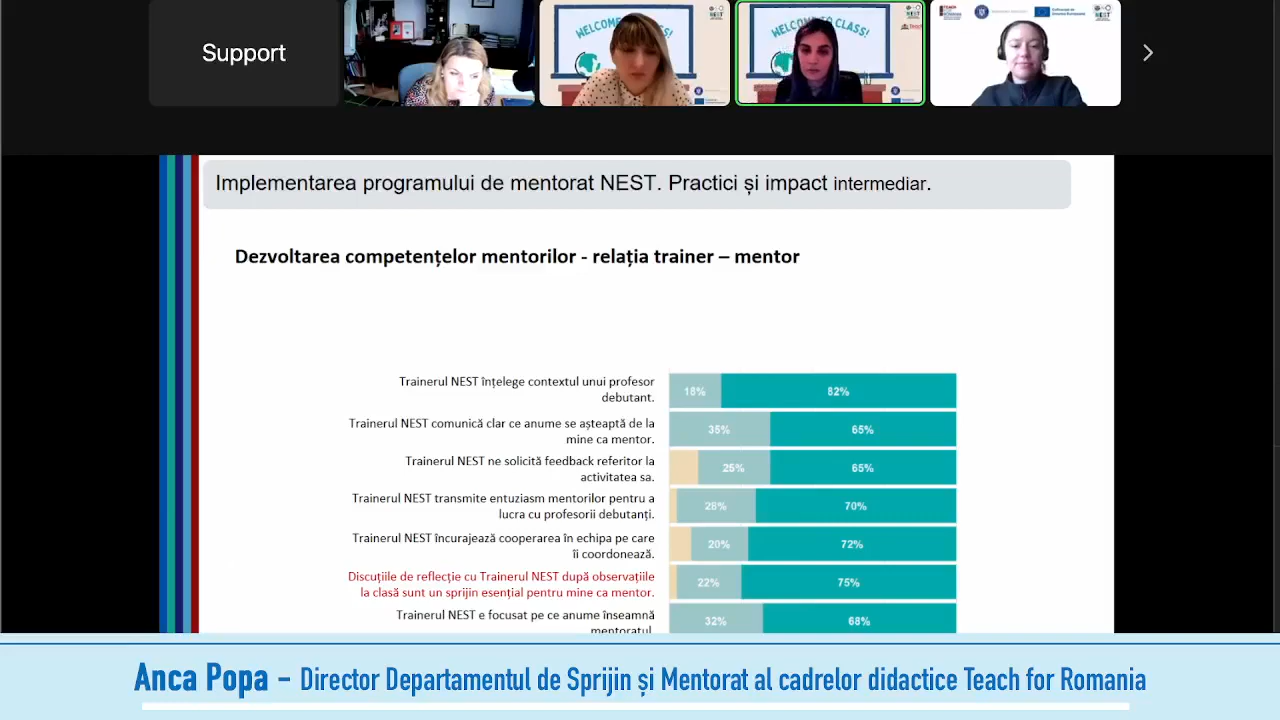 Support
WELCOME TO CLASS!
Implementarea programului de mentorat NEST. Practici și impact intermediar.
Dezvoltarea competențelor mentorilor - relația trainer – mentor
Trainerul NEST înțelege contextul unui profesor
debutant.
18% 82%
Trainerul NEST comunică clar ce anume se așteaptă de la
mine ca mentor.
35% 65%
Trainerul NEST ne solicită feedback referitor la
activitatea sa.
25% 65%
Trainerul NEST transmite entuziasm mentorilor pentru a
lucra cu profesorii debutanți.
28% 70%
Trainerul NEST încurajează cooperarea în echipa pe care
îi coordonează.
20% 72%
Discuțiile de reflecție cu Trainerul NEST după observațiile
la clasă sunt un sprijin esențial pentru mine ca mentor.
22% 75%
Trainerul NEST e focusat pe ce anume înseamnă
mentoratul.
32% 68%
Anca Popa – Director Departamentul de Sprijin și Mentorat al cadrelor didactice Teach for Romania